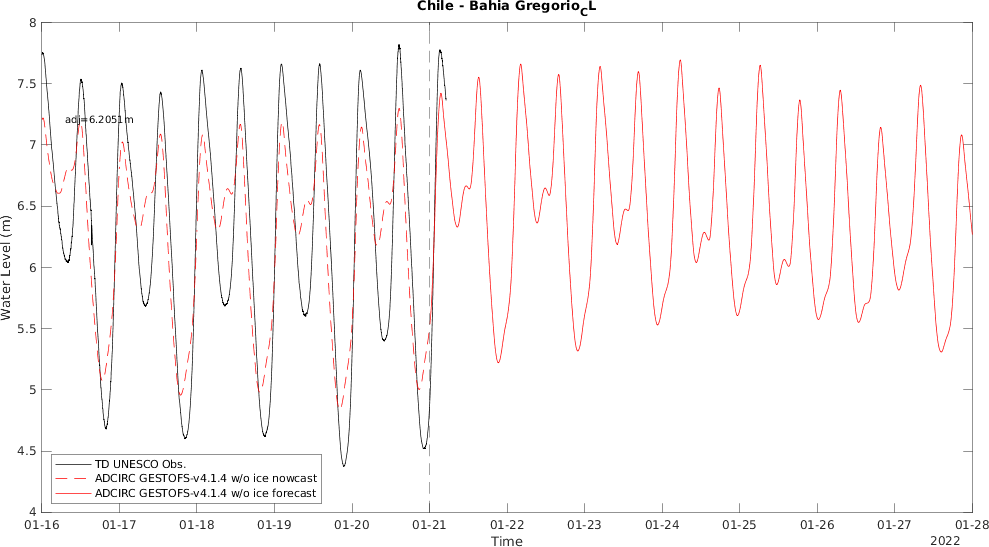 Chile - Bahia Gregorio_CL
8
7.5
7
6.5
6
5.5
5
4.5
4
Water Level (m)
adj=6.2051m
TD UNESCO Obs.
ADCIRC GESTOFS-v4.1.4 w/o ice nowcast
ADCIRC GESTOFS-v4.1.4 w/o ice forecast
01-16 01-17 01-18 01-19 01-20 01-21 01-22 01-23 01-24 01-25 01-26 01-27 01-28
Time
2022